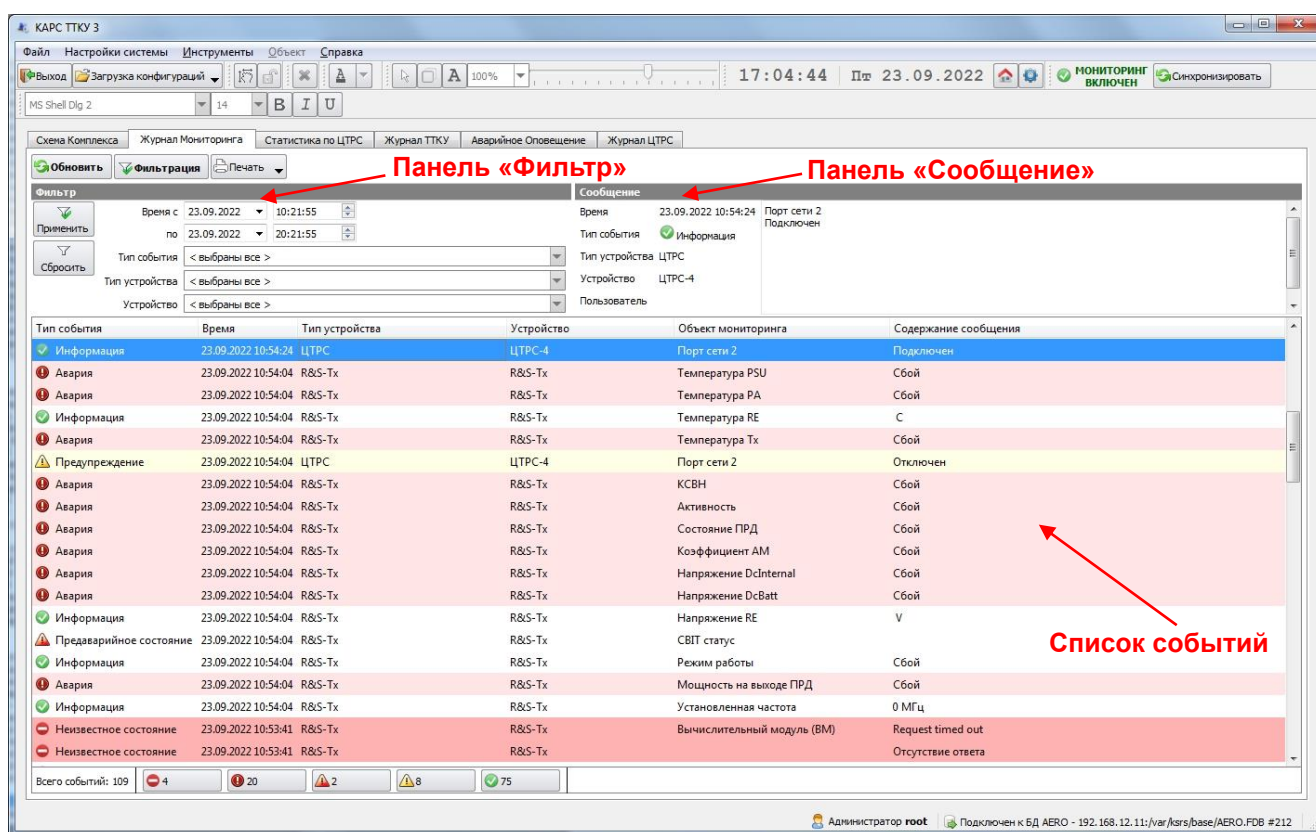 КАРС ТТКУ 3
Файл Настройки системы Инструменты Объект Справка
Выход Загрузка конфигураций A A 100% 17:04:44 Пт 23.09.2022 МОНИТОРИНГ ВКЛЮЧЕН Синхронизировать
MS Shell Dlg 2 14 B I U
Схема Комплекса Журнал Мониторинга Статистика по ЦТРС Журнал ТТКУ Аварийное Оповещение Журнал ЦТРС
Обновить Фильтрация Печать Панель «Фильтр» Панель «Сообщение»
Фильтр Сообщение
Применить Время с 23.09.2022 10:21:55 Время 23.09.2022 10:54:24 Порт сети 2
Подключен
по 23.09.2022 20:21:55 Тип события Информация
Сбросить Тип события < выбраны все > Тип устройства ЦТРС
Тип устройства < выбраны все > Устройство ЦТРС-4
Устройство < выбраны все > Пользователь
Тип события Время Тип устройства Устройство Объект мониторинга Содержание сообщения
Информация 23.09.2022 10:54:24 ЦТРС ЦТРС-4 Порт сети 2 Подключен
Авария 23.09.2022 10:54:04 R&S-Tx R&S-Tx Температура PSU Сбой
Авария 23.09.2022 10:54:04 R&S-Tx R&S-Tx Температура PA Сбой
Информация 23.09.2022 10:54:04 R&S-Tx R&S-Tx Температура RE C
Авария 23.09.2022 10:54:04 R&S-Tx R&S-Tx Температура Tx Сбой
Предупреждение 23.09.2022 10:54:04 ЦТРС ЦТРС-4 Порт сети 2 Отключен
Авария 23.09.2022 10:54:04 R&S-Tx R&S-Tx КСВН Сбой
Авария 23.09.2022 10:54:04 R&S-Tx R&S-Tx Активность Сбой
Авария 23.09.2022 10:54:04 R&S-Tx R&S-Tx Состояние ПРД Сбой
Авария 23.09.2022 10:54:04 R&S-Tx R&S-Tx Коэффициент АМ Сбой
Авария 23.09.2022 10:54:04 R&S-Tx R&S-Tx Напряжение DcInternal Сбой
Авария 23.09.2022 10:54:04 R&S-Tx R&S-Tx Напряжение DcBatt Сбой
Информация 23.09.2022 10:54:04 R&S-Tx R&S-Tx Напряжение RE V
Предаварийное состояние 23.09.2022 10:54:04 R&S-Tx R&S-Tx CBIT статус
Список событий
Информация 23.09.2022 10:54:04 R&S-Tx R&S-Tx Режим работы Сбой
Авария 23.09.2022 10:54:04 R&S-Tx R&S-Tx Мощность на выходе ПРД Сбой
Информация 23.09.2022 10:54:04 R&S-Tx R&S-Tx Установленная частота 0 МГц
Неизвестное состояние 23.09.2022 10:53:41 R&S-Tx R&S-Tx Вычислительный модуль (ВМ) Request timed out
Неизвестное состояние 23.09.2022 10:53:41 R&S-Tx R&S-Tx Отсутствие ответа
Всего событий: 109 4 20 2 8 75
Администратор root Подключен к БД AERO - 192.168.12.11:/var/ksrs/base/AERO.FDB #212